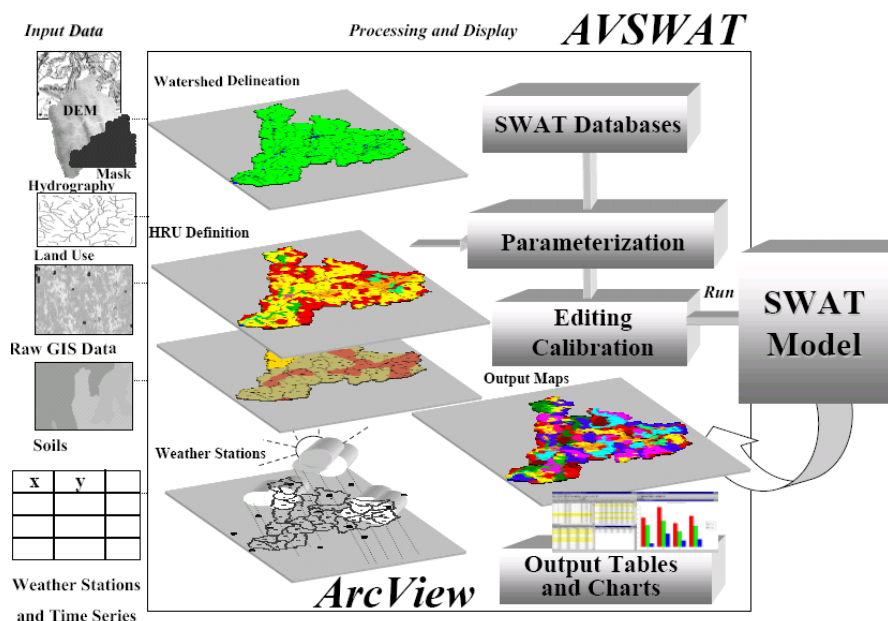 Input Data
Processing and Display
AVSWAT
DEM
Mask
Hydrography
Land Use
Raw GIS Data
Soils
x y
Weather Stations
and Time Series
Watershed Delineation
HRU Definition
Weather Stations
ArcView
SWAT Databases
Parameterization
Editing
Calibration
Run
SWAT
Model
Output Maps
Output Tables
and Charts